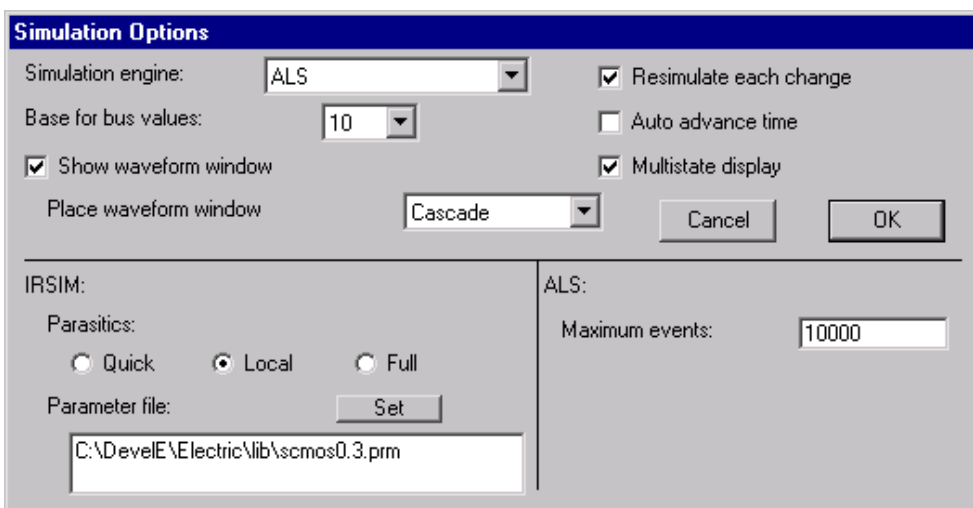 Simulation Options
Simulation engine: ALS
Resimulate each change
Base for bus values: 10
Auto advance time
Show waveform window
Multistate display
Place waveform window Cascade
Cancel OK
IRSIM:
Parasitics:
Quick Local Full
Parameter file: Set
C:\DevelE\Electric\lib\scmos0.3.prm
ALS:
Maximum events: 10000